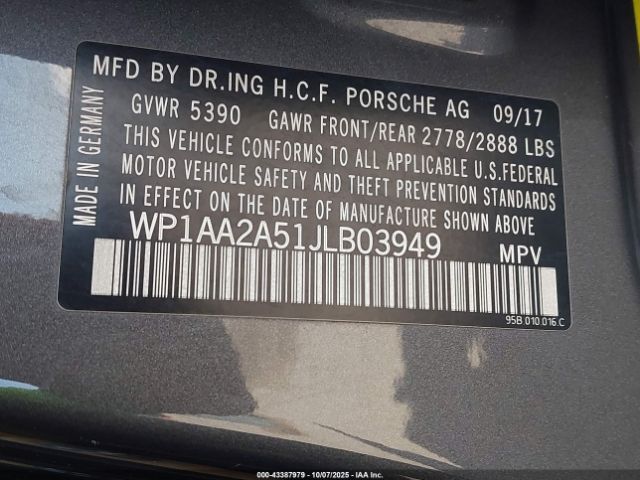 MFD BY DR.ING H.C.F. PORSCHE AG 09/17
GVWR 5390 GAWR FRONT/REAR 2778/2888 LBS
THIS VEHICLE CONFORMS TO ALL APPLICABLE U.S.FEDERAL
MOTOR VEHICLE SAFETY AND THEFT PREVENTION STANDARDS
IN EFFECT ON THE DATE OF MANUFACTURE SHOWN ABOVE
MADE IN GERMANY
WP1AA2A51JLB03949 MPV
95B 010 016 C
000-43387979 | 10/07/2025 | IAA Inc.